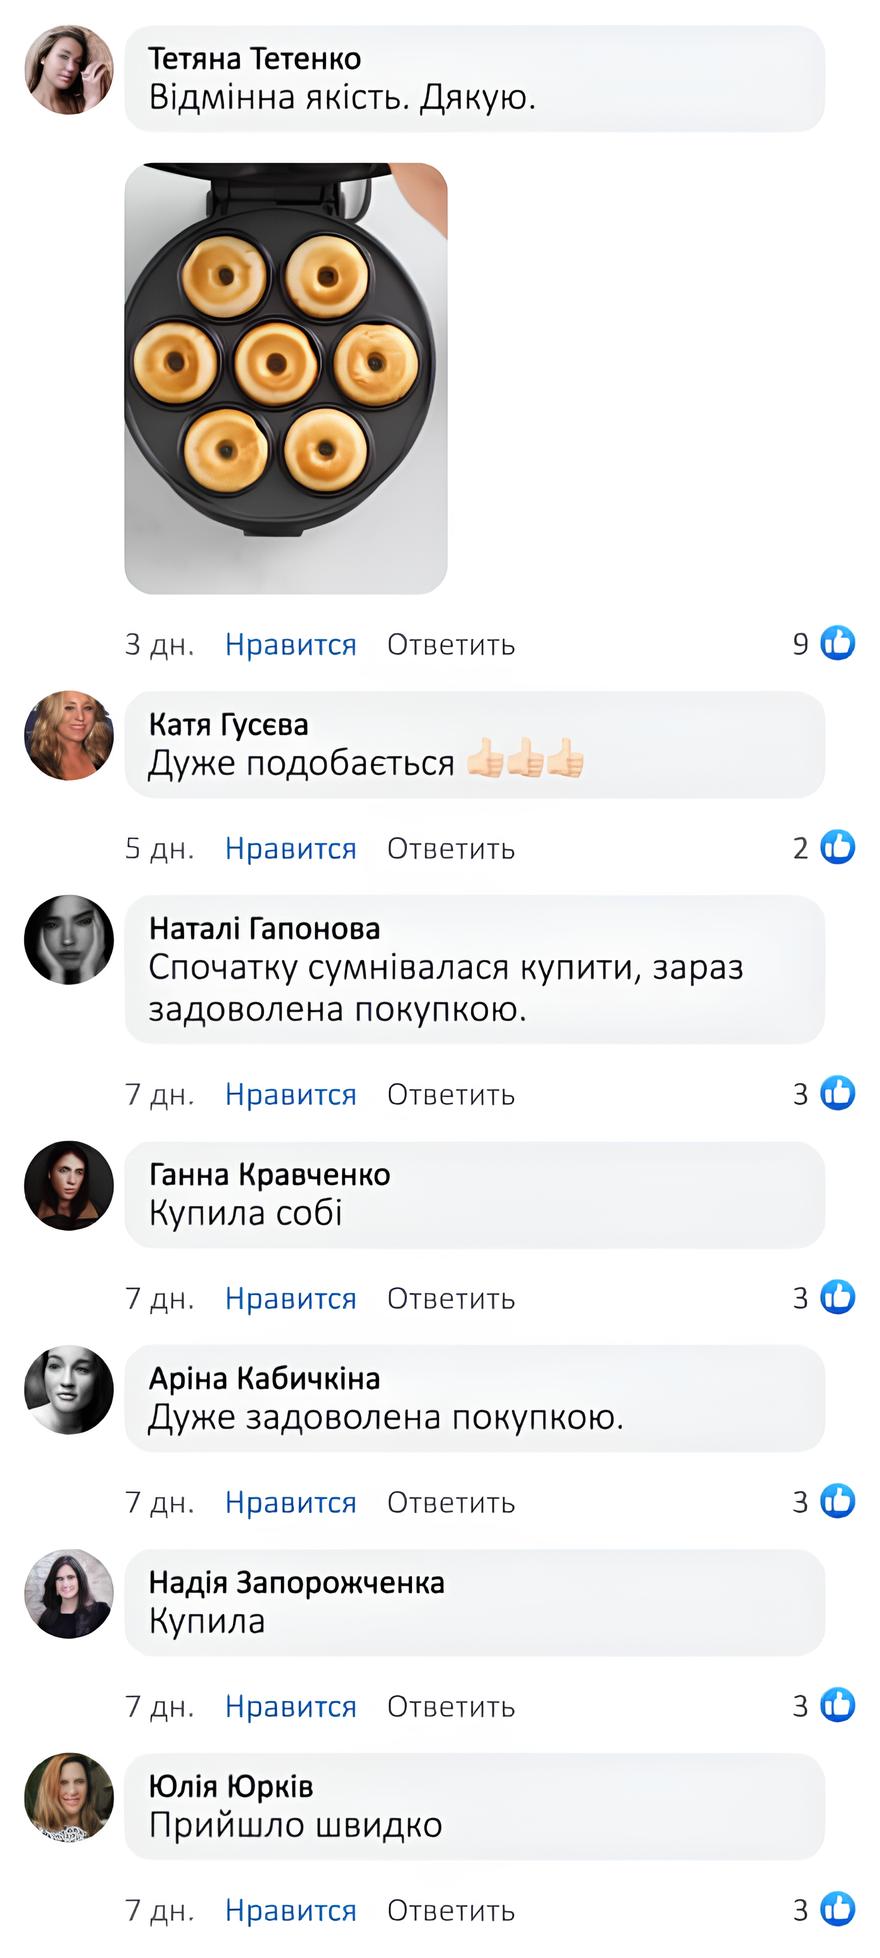 Тетяна Тетенко
Відмінна якість. Дякую.
3 дн. Нравится Ответить 9
Катя Гусєва
Дуже подобається 👍🏻👍🏻👍🏻
5 дн. Нравится Ответить 2
Наталі Гапонова
Спочатку сумнівалася купити, зараз
задоволена покупкою.
7 дн. Нравится Ответить 3
Ганна Кравченко
Купила собі
7 дн. Нравится Ответить 3
Аріна Кабичкіна
Дуже задоволена покупкою.
7 дн. Нравится Ответить 3
Надія Запорожченка
Купила
7 дн. Нравится Ответить 3
Юлія Юрків
Прийшло швидко
7 дн. Нравится Ответить 3